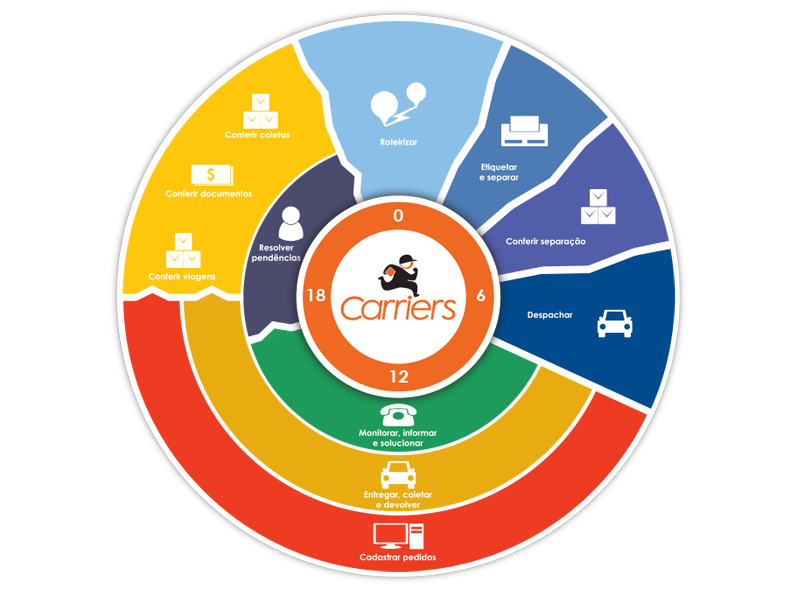 Roteirizar
Conferir coletas
Etiquetar
e separar
Conferir documentos
0
Resolver
pendências
Conferir separação
Conferir viagens
18
6
Carriers
Despachar
12
Monitorar, informar
e solucionar
Entregar, coletar
e devolver
Cadastrar pedidos
$